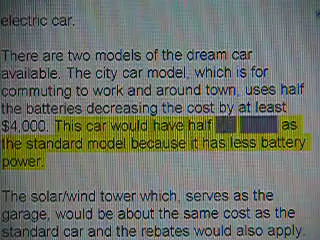 electric car.
There are two models of the dream car
available. The city car model, which is for
commuting to work and around town, uses half
the batteries decreasing the cost by at least
$4,000. This car would have half as
the standard model because it has less battery
power.
The solar/wind tower which, serves as the
garage, would be about the same cost as the
standard car and the rebates would also apply.